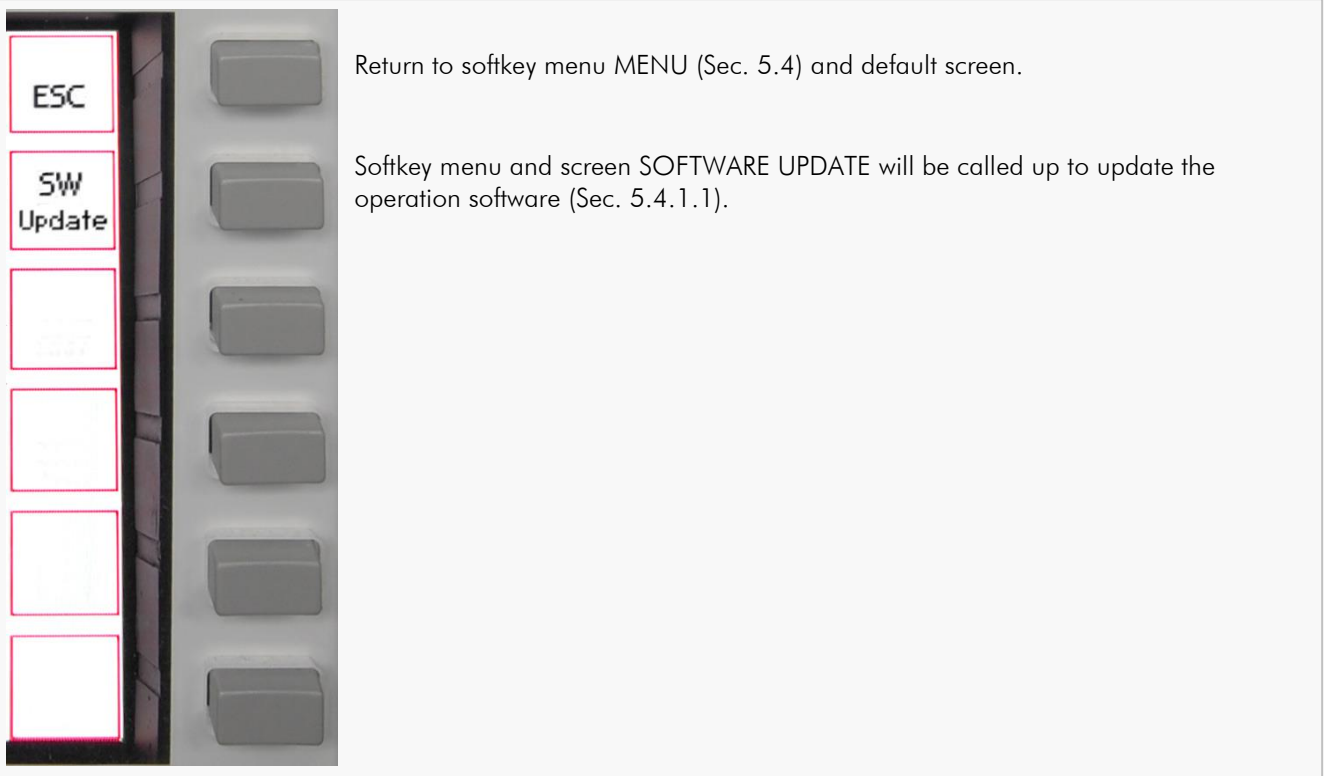 ESC
Return to softkey menu MENU (Sec. 5.4) and default screen.
SW
Update
Softkey menu and screen SOFTWARE UPDATE will be called up to update the
operation software (Sec. 5.4.1.1).